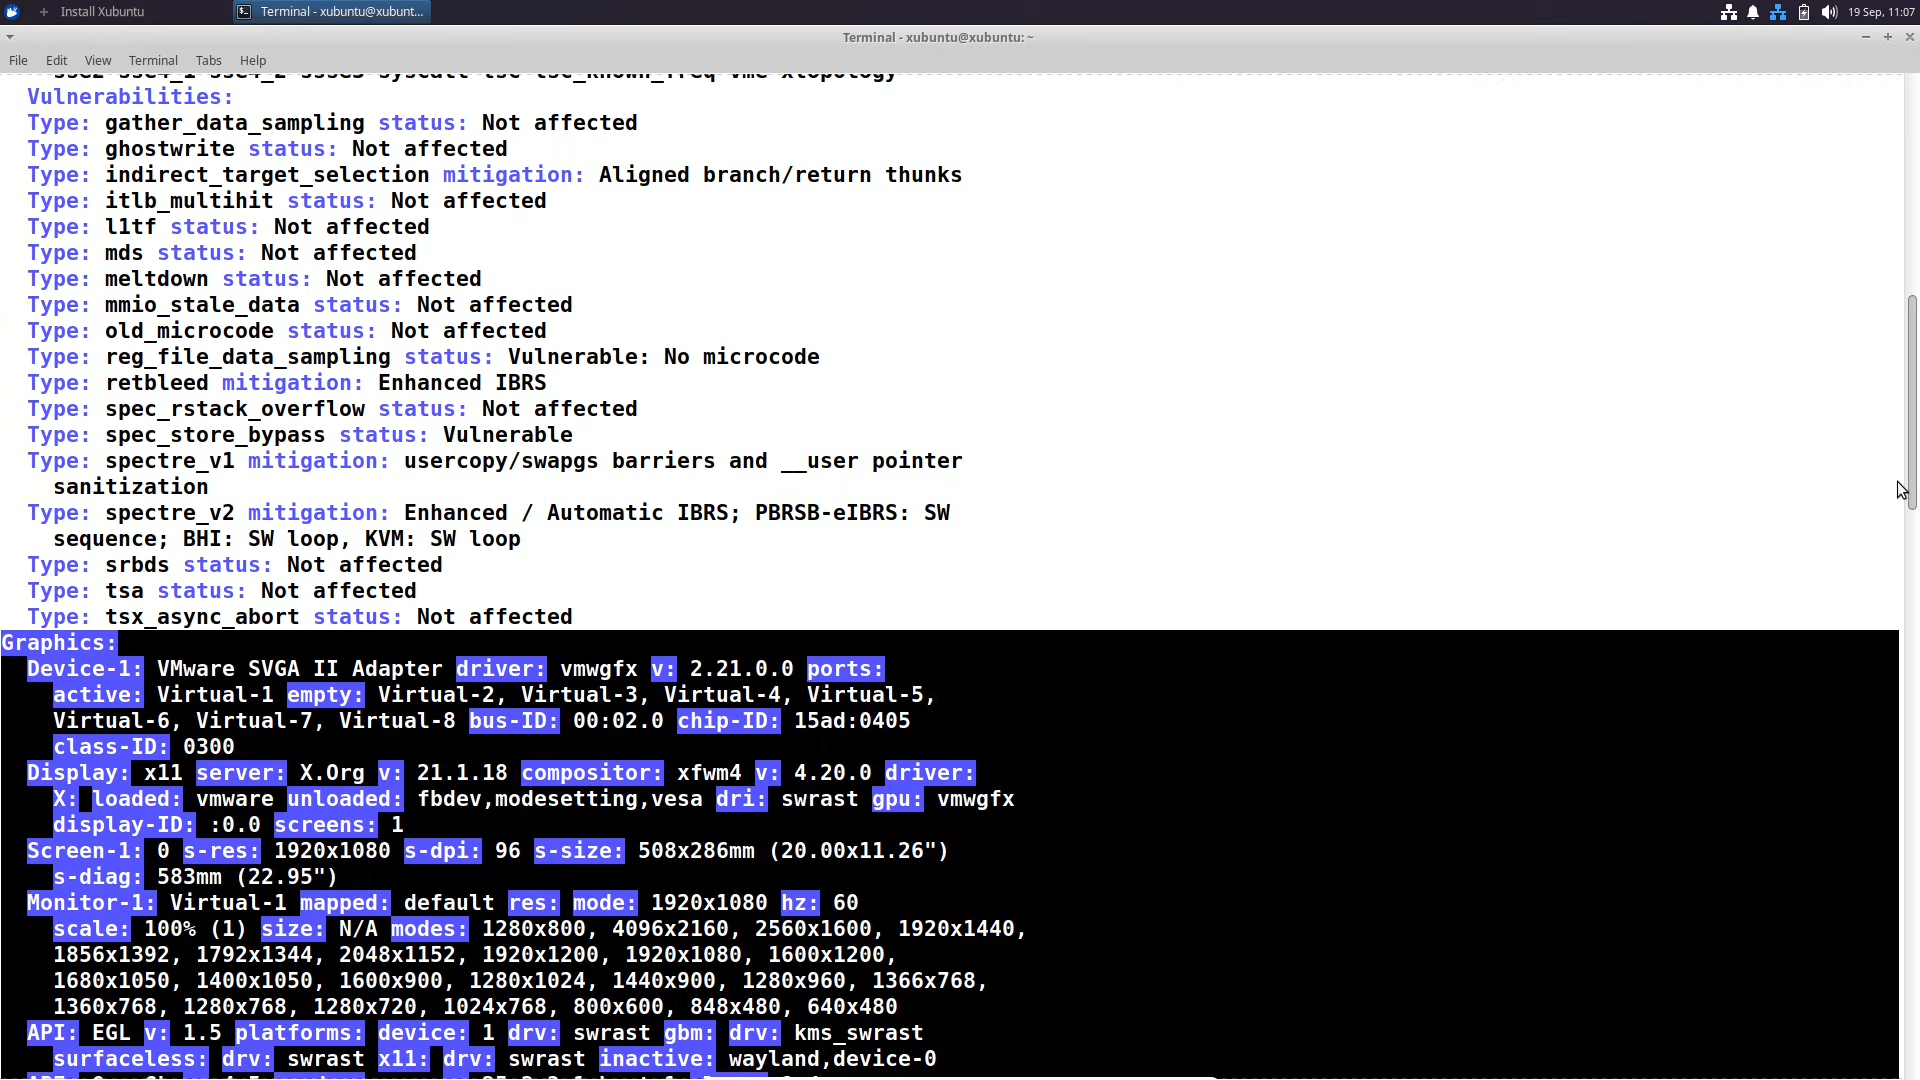 Install Xubuntu
Terminal - xubuntu@xubunt...
19 Sep, 11:07
Terminal - xubuntu@xubuntu: ~
File Edit View Terminal Tabs Help
sse2 sse4_1 sse4_2 ssse3 syscall tsc tsc_known_freq vme xtopology
Vulnerabilities:
Type: gather_data_sampling status: Not affected
Type: ghostwrite status: Not affected
Type: indirect_target_selection mitigation: Aligned branch/return thunks
Type: itlb_multihit status: Not affected
Type: l1tf status: Not affected
Type: mds status: Not affected
Type: meltdown status: Not affected
Type: mmio_stale_data status: Not affected
Type: old_microcode status: Not affected
Type: reg_file_data_sampling status: Vulnerable: No microcode
Type: retbleed mitigation: Enhanced IBRS
Type: spec_rstack_overflow status: Not affected
Type: spec_store_bypass status: Vulnerable
Type: spectre_v1 mitigation: usercopy/swapgs barriers and __user pointer
sanitization
Type: spectre_v2 mitigation: Enhanced / Automatic IBRS; PBRSB-eIBRS: SW
sequence; BHI: SW loop, KVM: SW loop
Type: srbds status: Not affected
Type: tsa status: Not affected
Type: tsx_async_abort status: Not affected
Graphics:
Device-1: VMware SVGA II Adapter driver: vmwgfx v: 2.21.0.0 ports:
active: Virtual-1 empty: Virtual-2, Virtual-3, Virtual-4, Virtual-5,
Virtual-6, Virtual-7, Virtual-8 bus-ID: 00:02.0 chip-ID: 15ad:0405
class-ID: 0300
Display: x11 server: X.Org v: 21.1.18 compositor: xfwm4 v: 4.20.0 driver:
X: loaded: vmware unloaded: fbdev,modesetting,vesa dri: swrast gpu: vmwgfx
display-ID: :0.0 screens: 1
Screen-1: 0 s-res: 1920x1080 s-dpi: 96 s-size: 508x286mm (20.00x11.26")
s-diag: 583mm (22.95")
Monitor-1: Virtual-1 mapped: default res: mode: 1920x1080 hz: 60
scale: 100% (1) size: N/A modes: 1280x800, 4096x2160, 2560x1600, 1920x1440,
1856x1392, 1792x1344, 2048x1152, 1920x1200, 1920x1080, 1600x1200,
1680x1050, 1400x1050, 1600x900, 1280x1024, 1440x900, 1280x960, 1366x768,
1360x768, 1280x768, 1280x720, 1024x768, 800x600, 848x480, 640x480
API: EGL v: 1.5 platforms: device: 1 drv: swrast gbm: drv: kms_swrast
surfaceless: drv: swrast x11: drv: swrast inactive: wayland,device-0